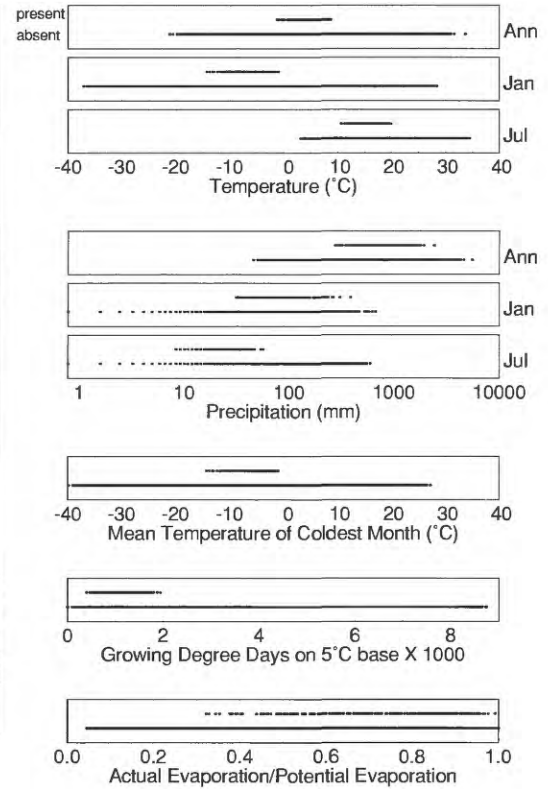 present
absent
Ann
Jan
Jul
-40 -30 -20 -10 0 10 20 30 40
Temperature (˚C)
Ann
Jan
Jul
1 10 100 1000 10000
Precipitation (mm)
-40 -30 -20 -10 0 10 20 30 40
Mean Temperature of Coldest Month (˚C)
0 2 4 6 8
Growing Degree Days on 5˚C base X 1000
0.0 0.2 0.4 0.6 0.8 1.0
Actual Evaporation/Potential Evaporation